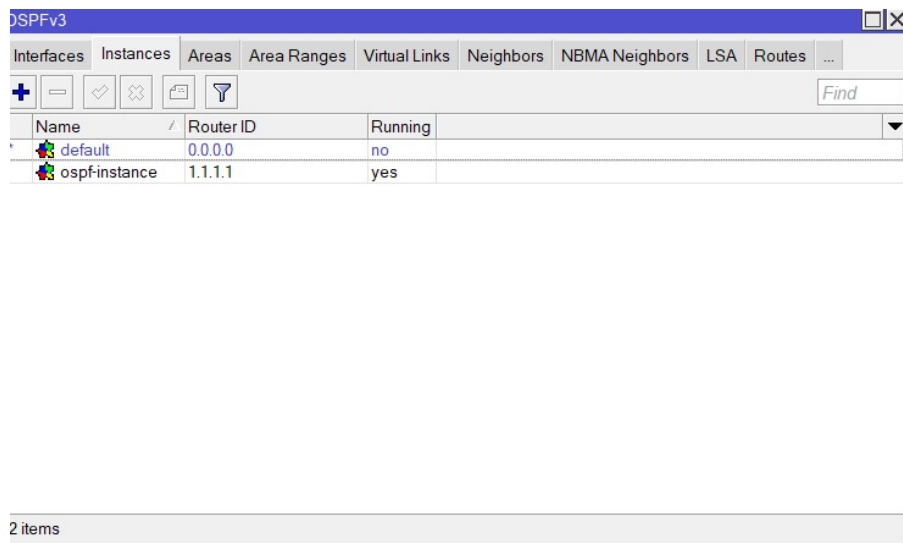 OSPFv3
Interfaces Instances Areas Area Ranges Virtual Links Neighbors NBMA Neighbors LSA Routes ...
Find
Name Router ID Running
* default 0.0.0.0 no
ospf-instance 1.1.1.1 yes
2 items